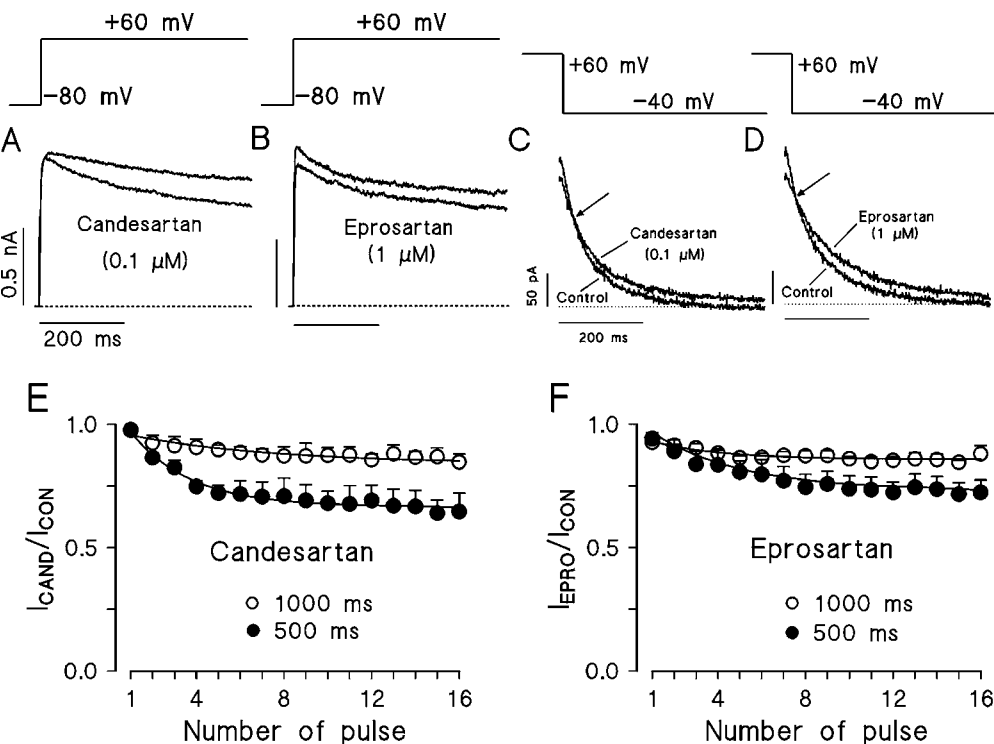 +60 mV
+60 mV
+60 mV
+60 mV
−80 mV
−80 mV
−40 mV
−40 mV
A
B
C
D
Candesartan
(0.1 μM)
Eprosartan
(1 μM)
Candesartan
(0.1 μM)
Eprosartan
(1 μM)
0.5 nA
50 pA
Control
Control
200 ms
200 ms
E
F
1.0
0.5
0.0
ICAND/ICON
Candesartan
1000 ms
500 ms
1 4 8 12 16
Number of pulse
1.0
0.5
0.0
IEPRO/ICON
Eprosartan
1000 ms
500 ms
1 4 8 12 16
Number of pulse